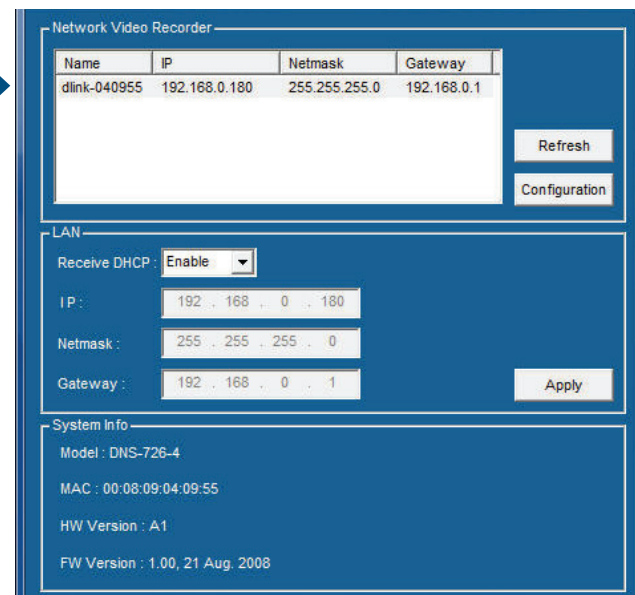 Network Video Recorder
Name IP Netmask Gateway
dlink-040955 192.168.0.180 255.255.255.0 192.168.0.1
Refresh
Configuration
LAN
Receive DHCP : Enable
I P : 192 . 168 . 0 . 180
Netmask : 255 . 255 . 255 . 0
Gateway : 192 . 168 . 0 . 1
Apply
System Info
Model : DNS-726-4
MAC : 00:08:09:04:09:55
HW Version : A1
FW Version : 1.00, 21 Aug. 2008